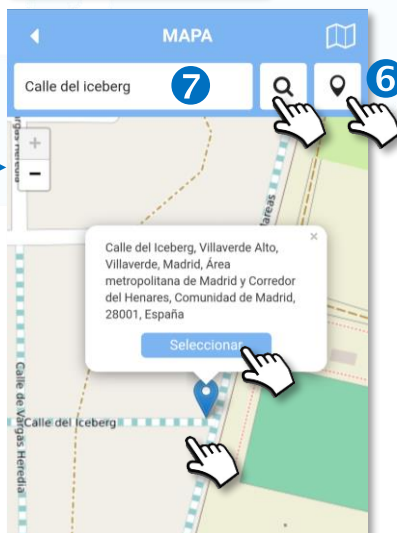 MAPA
Calle del iceberg
7
6
+
−
Calle del Iceberg, Villaverde Alto,
Villaverde, Madrid, Área
metropolitana de Madrid y Corredor
del Henares, Comunidad de Madrid,
28001, España
×
Seleccionar
Calle del Iceberg
Calle de Vargas Heredia